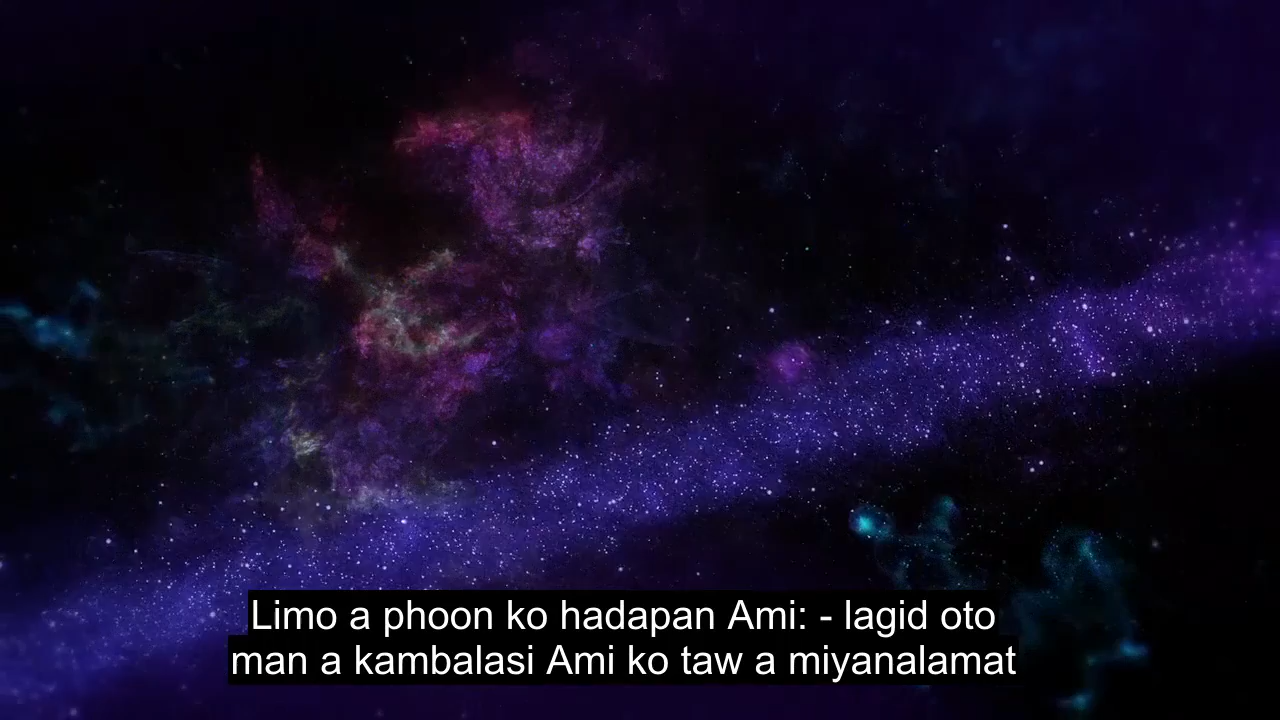 Limo a phoon ko hadapan Ami: - lagid oto
man a kambalasi Ami ko taw a miyanalamat